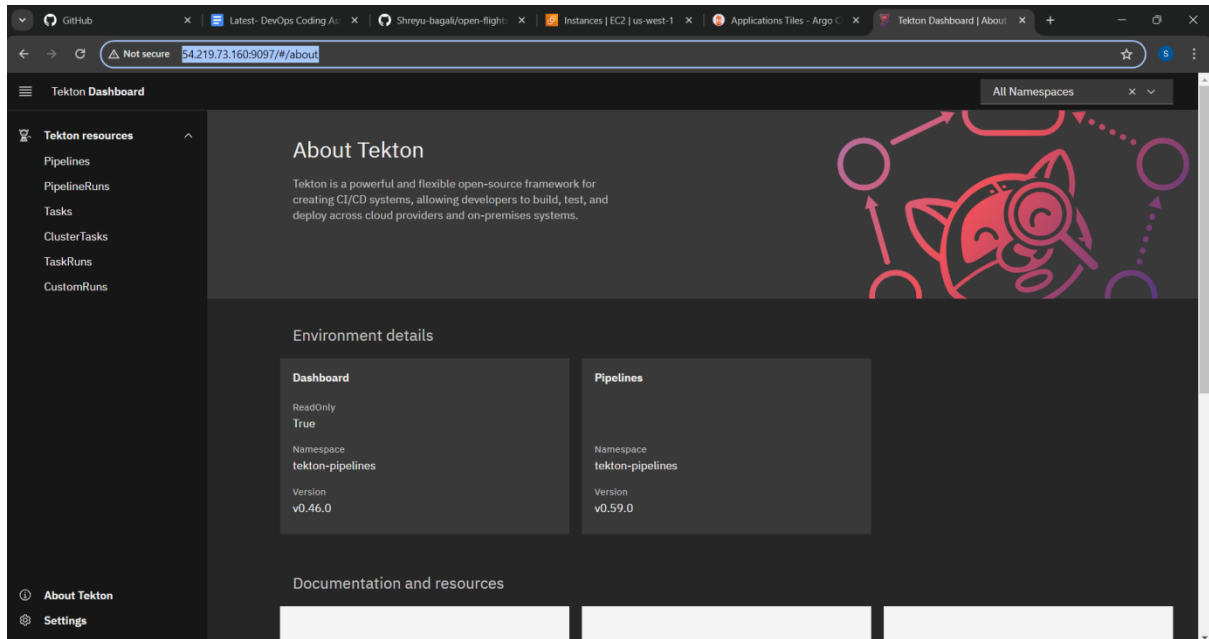 GitHub
Latest- DevOps Coding As
Shreyu-bagali/open-flight
Instances | EC2 | us-west-1
Applications Tiles - Argo C
Tekton Dashboard | About
Not secure
54.219.73.160:9097/#/about
S
Tekton Dashboard
All Namespaces
Tekton resources
Pipelines
PipelineRuns
Tasks
ClusterTasks
TaskRuns
CustomRuns
About Tekton
Settings
About Tekton
Tekton is a powerful and flexible open-source framework for
creating CI/CD systems, allowing developers to build, test, and
deploy across cloud providers and on-premises systems.
Environment details
Dashboard
ReadOnly
True
Namespace
tekton-pipelines
Version
v0.46.0
Pipelines
Namespace
tekton-pipelines
Version
v0.59.0
Documentation and resources